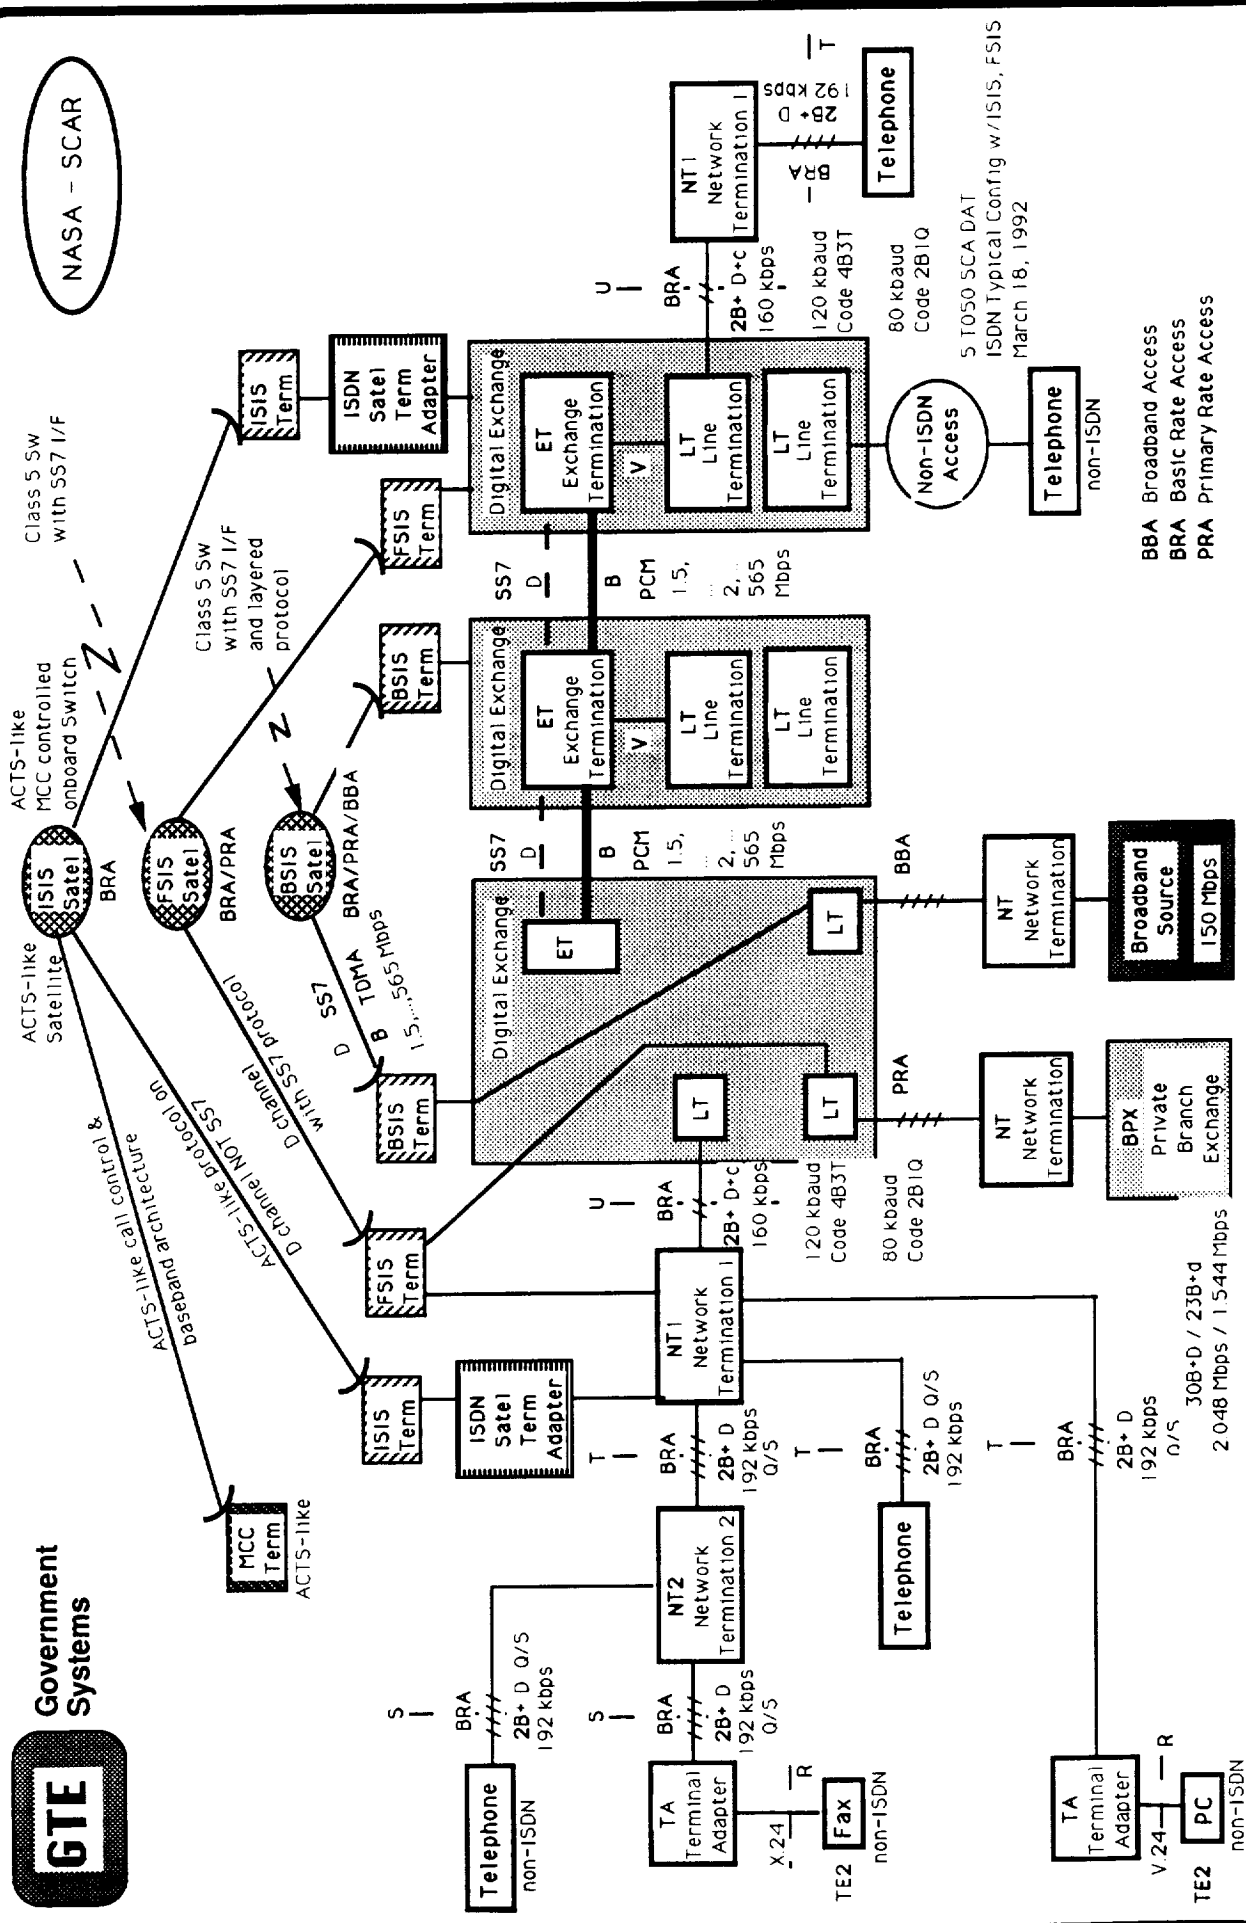 GTE
Government
Systems
NASA - SCAR
ACTS-like
Satellite
ISIS
Satel
BRA
ACTS-like
MCC controlled
onboard Switch
Class 5 Sw
with SS7 I/F
FSIS
Satel
BRA/PRA
Class 5 Sw
with SS7 I/F
and layered
protocol
BSIS
Satel
BRA/PRA/BBA
ACTS-like call control &
baseband architecture
ACTS-like protocol on
D channel NOT SS7
D channel
with SS7 protocol
D SS7
B TDMA
1.5,...,565 Mbps
MCC
Term
ACTS-like
ISIS
Term
FSIS
Term
BSIS
Term
BSIS
Term
FSIS
Term
ISIS
Term
ISDN
Satel
Term
Adapter
ISDN
Satel
Term
Adapter
Digital Exchange
ET
LT
LT
LT
SS7
D
B
PCM
1.5,
...
2,...
565
Mbps
Digital Exchange
ET
Exchange
Termination
V
LT
Line
Termination
LT
Line
Termination
SS7
D
B
PCM
1.5,
...
2,..
565
Mbps
Digital Exchange
ET
Exchange
Termination
V
LT
Line
Termination
LT
Line
Termination
U
BRA
2B+ D+C
160 kbps
120 kbaud
Code 4B3T
80 kbaud
Code 2B1Q
NT1
Network
Termination 1
BRA
2B+ D
192 kbps
T
Telephone
Non-ISDN
Access
Telephone
non-ISDN
S
BRA
2B+ D Q/S
192 kbps
Telephone
non-ISDN
S
BRA
2B+ D
192 kbps
Q/S
TA
Terminal
Adapter
X.24
R
Fax
TE2
non-ISDN
NT2
Network
Termination 2
T
BRA
2B+ D
192 kbps
Q/S
NT1
Network
Termination 1
U
BRA
2B+ D+C
160 kbps
120 kbaud
Code 4B3T
80 kbaud
Code 2B1Q
T
BRA
2B+ D Q/S
192 kbps
Telephone
T
BRA
2B+ D
192 kbps
Q/S
TA
Terminal
Adapter
V.24
R
PC
TE2
non-ISDN
PRA
NT
Network
Termination
BPX
Private
Branch
Exchange
30B+D / 23B+d
2.048 Mbps / 1.544 Mbps
BBA
NT
Network
Termination
Broadband
Source
150 Mbps
5 T050 SCA DAT
ISDN Typical Config w/ISIS, FSIS
March 18, 1992
BBA Broadband Access
BRA Basic Rate Access
PRA Primary Rate Access